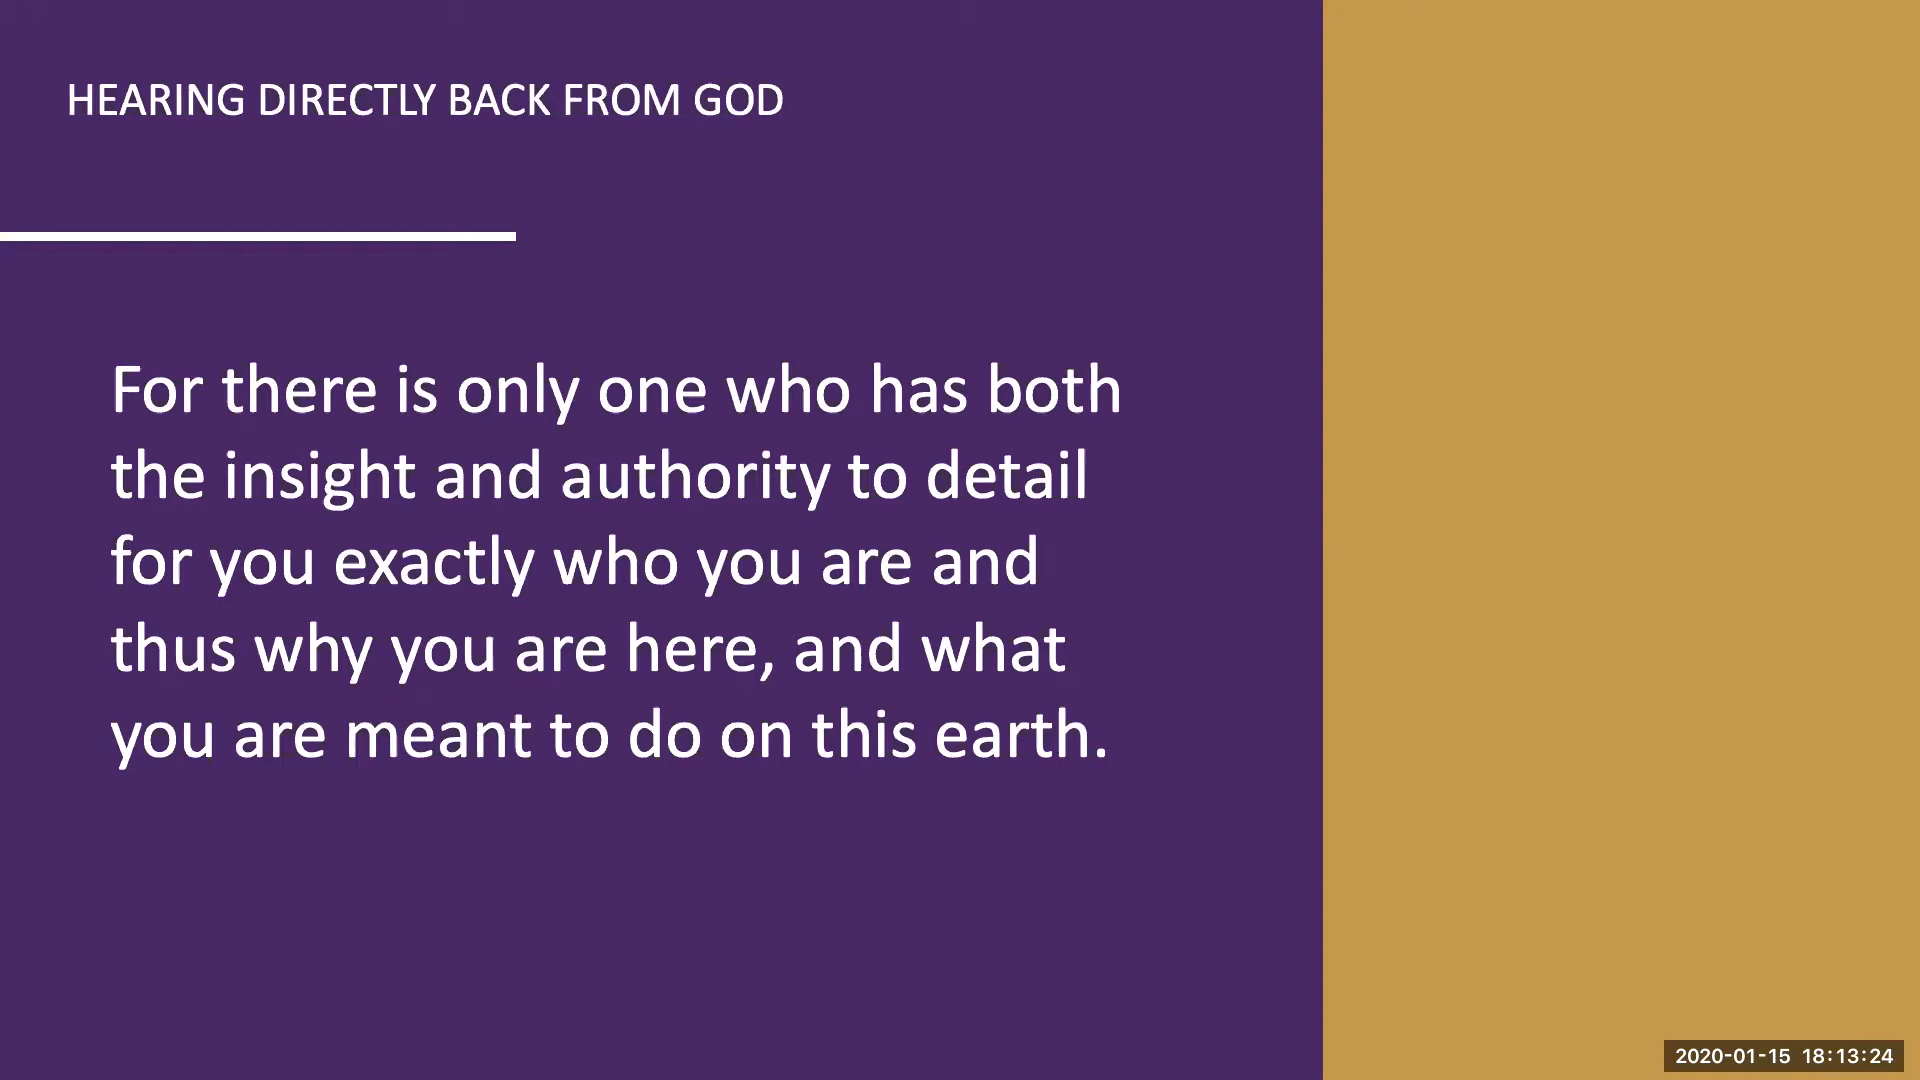 HEARING DIRECTLY BACK FROM GOD
For there is only one who has both
the insight and authority to detail
for you exactly who you are and
thus why you are here, and what
you are meant to do on this earth.
2020-01-15 18:13:24